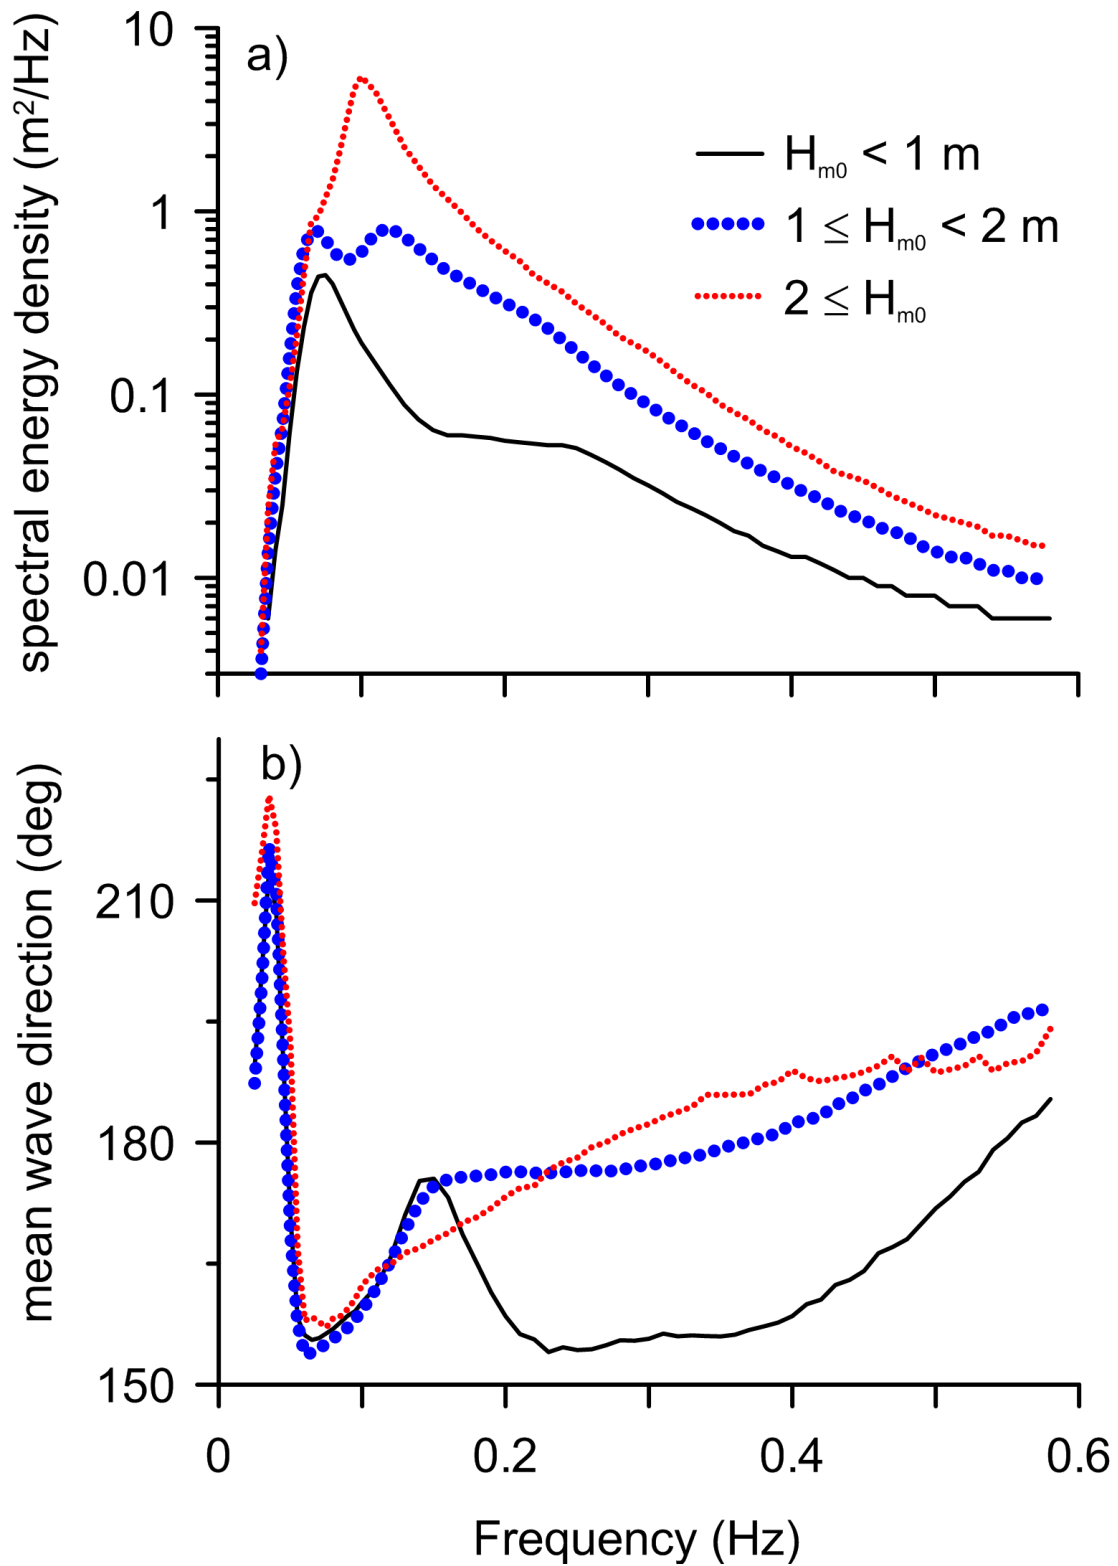 10
a)
1
0.1
0.01
spectral energy density (m²/Hz)
Hm0 < 1 m
1 ≤ Hm0 < 2 m
2 ≤ Hm0
b)
210
180
150
mean wave direction (deg)
0 0.2 0.4 0.6
Frequency (Hz)